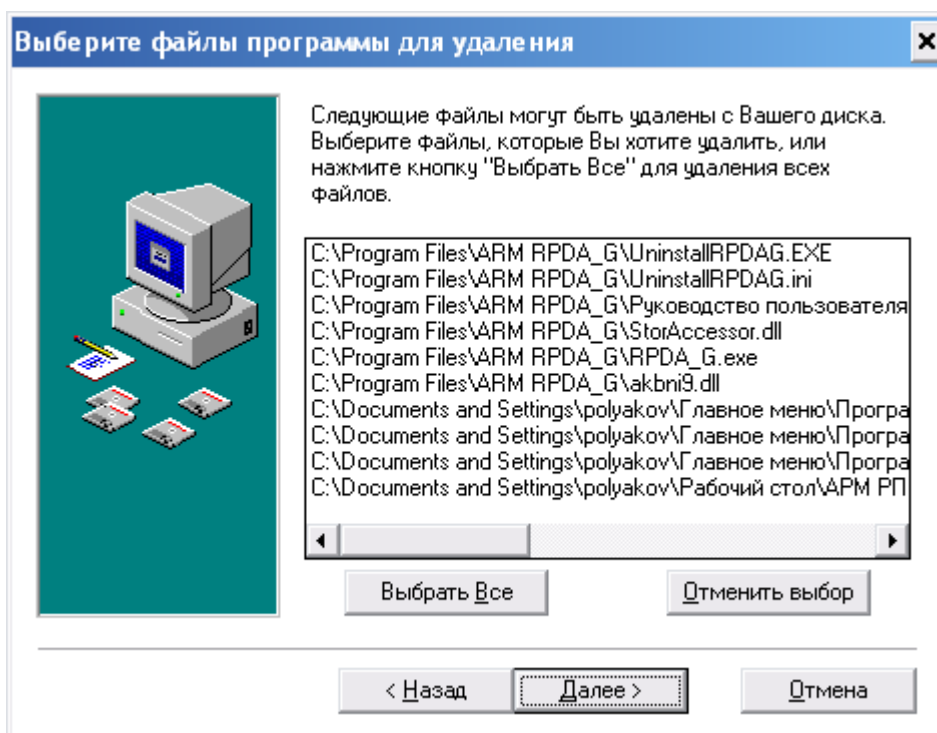 Выберите файлы программы для удаления
Следующие файлы могут быть удалены с Вашего диска.
Выберите файлы, которые Вы хотите удалить, или
нажмите кнопку "Выбрать Все" для удаления всех
файлов.
C:\Program Files\ARM RPDA_G\UninstallRPDAG.EXE
C:\Program Files\ARM RPDA_G\UninstallRPDAG.ini
C:\Program Files\ARM RPDA_G\Руководство пользователя
C:\Program Files\ARM RPDA_G\StorAccessor.dll
C:\Program Files\ARM RPDA_G\RPDA_G.exe
C:\Program Files\ARM RPDA_G\akbni9.dll
C:\Documents and Settings\polyakov\Главное меню\Програ
C:\Documents and Settings\polyakov\Главное меню\Програ
C:\Documents and Settings\polyakov\Главное меню\Програ
C:\Documents and Settings\polyakov\Рабочий стол\АРМ РП
Выбрать Все
Отменить выбор
< Назад
Далее >
Отмена